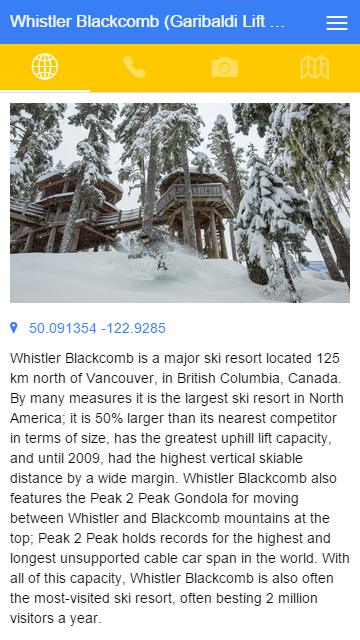 Whistler Blackcomb (Garibaldi Lift ...
50.091354 -122.9285
Whistler Blackcomb is a major ski resort located 125
km north of Vancouver, in British Columbia, Canada.
By many measures it is the largest ski resort in North
America; it is 50% larger than its nearest competitor
in terms of size, has the greatest uphill lift capacity,
and until 2009, had the highest vertical skiable
distance by a wide margin. Whistler Blackcomb also
features the Peak 2 Peak Gondola for moving
between Whistler and Blackcomb mountains at the
top; Peak 2 Peak holds records for the highest and
longest unsupported cable car span in the world. With
all of this capacity, Whistler Blackcomb is also often
the most-visited ski resort, often besting 2 million
visitors a year.